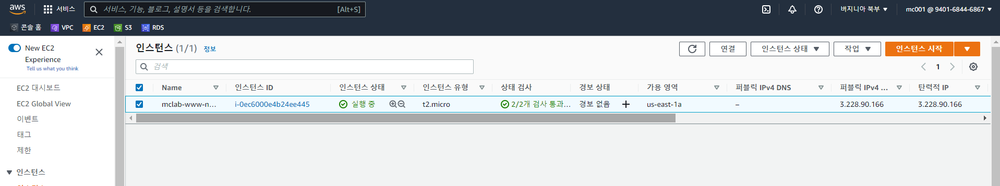 aws
서비스
서비스, 기능, 블로그, 설명서 등을 검색합니다.
[Alt+S]
버지니아 북부
mc001 @ 9401-6844-6867
콘솔 홈
VPC
EC2
S3
RDS
New EC2
Experience
Tell us what you think
EC2 대시보드
EC2 Global View
이벤트
태그
제한
인스턴스
인스턴스 (1/1) 정보
연결
인스턴스 상태
작업
인스턴스 시작
검색
1
Name 인스턴스 ID 인스턴스 상태 인스턴스 유형 상태 검사 경보 상태 가용 영역 퍼블릭 IPv4 DNS 퍼블릭 IPv4 ... 탄력적 IP
mclab-www-n... i-0ec6000e4b24ee445 실행 중 t2.micro 2/2개 검사 통과... 경보 없음 us-east-1a – 3.228.90.166 3.228.90.166